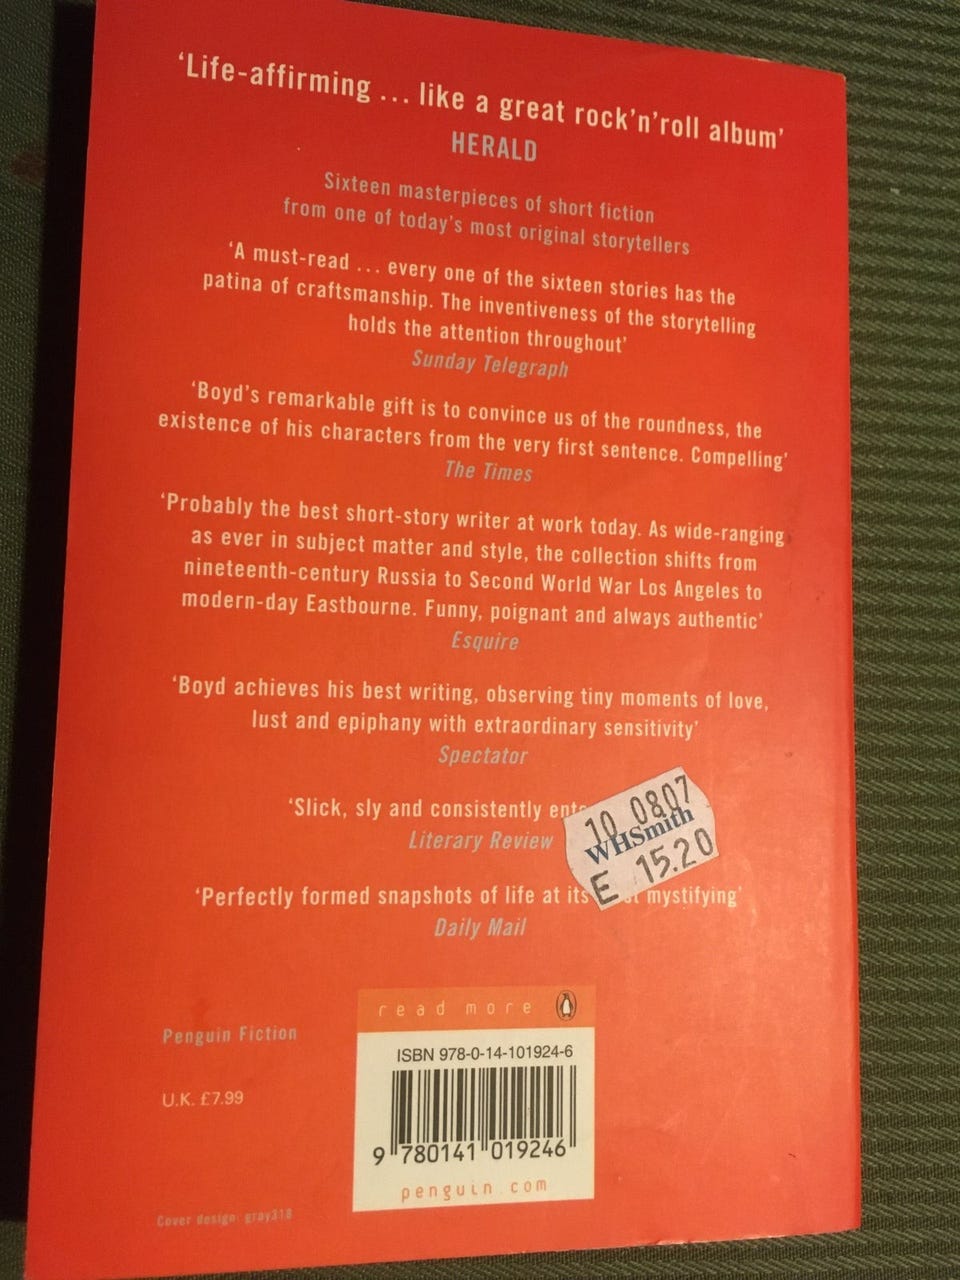 ‘Life-affirming ... like a great rock’n’roll album’
HERALD
Sixteen masterpieces of short fiction
from one of today’s most original storytellers
‘A must-read ... every one of the sixteen stories has the
patina of craftsmanship. The inventiveness of the storytelling
holds the attention throughout’
Sunday Telegraph
‘Boyd’s remarkable gift is to convince us of the roundness, the
existence of his characters from the very first sentence. Compelling’
The Times
‘Probably the best short-story writer at work today. As wide-ranging
as ever in subject matter and style, the collection shifts from
nineteenth-century Russia to Second World War Los Angeles to
modern-day Eastbourne. Funny, poignant and always authentic’
Esquire
‘Boyd achieves his best writing, observing tiny moments of love,
lust and epiphany with extraordinary sensitivity’
Spectator
‘Slick, sly and consistently
Literary Review
10 0807
WHSmith
E 15.20
‘Perfectly formed snapshots of life at its mystifying’
Daily Mail
read more
Penguin Fiction
U.K. £7.99
ISBN 978-0-14-101924-6
9 780141 019246
penguin.com
Cover design: gray318